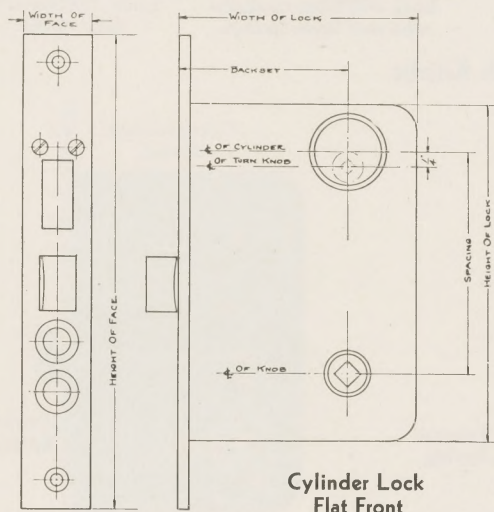 WIDTH OF
FACE
WIDTH OF LOCK
BACKSET
℄ OF CYLINDER
℄ OF TURN KNOB
1/4"
SPACING
HEIGHT OF LOCK
HEIGHT OF FACE
℄ OF KNOB
Cylinder Lock
Flat Front